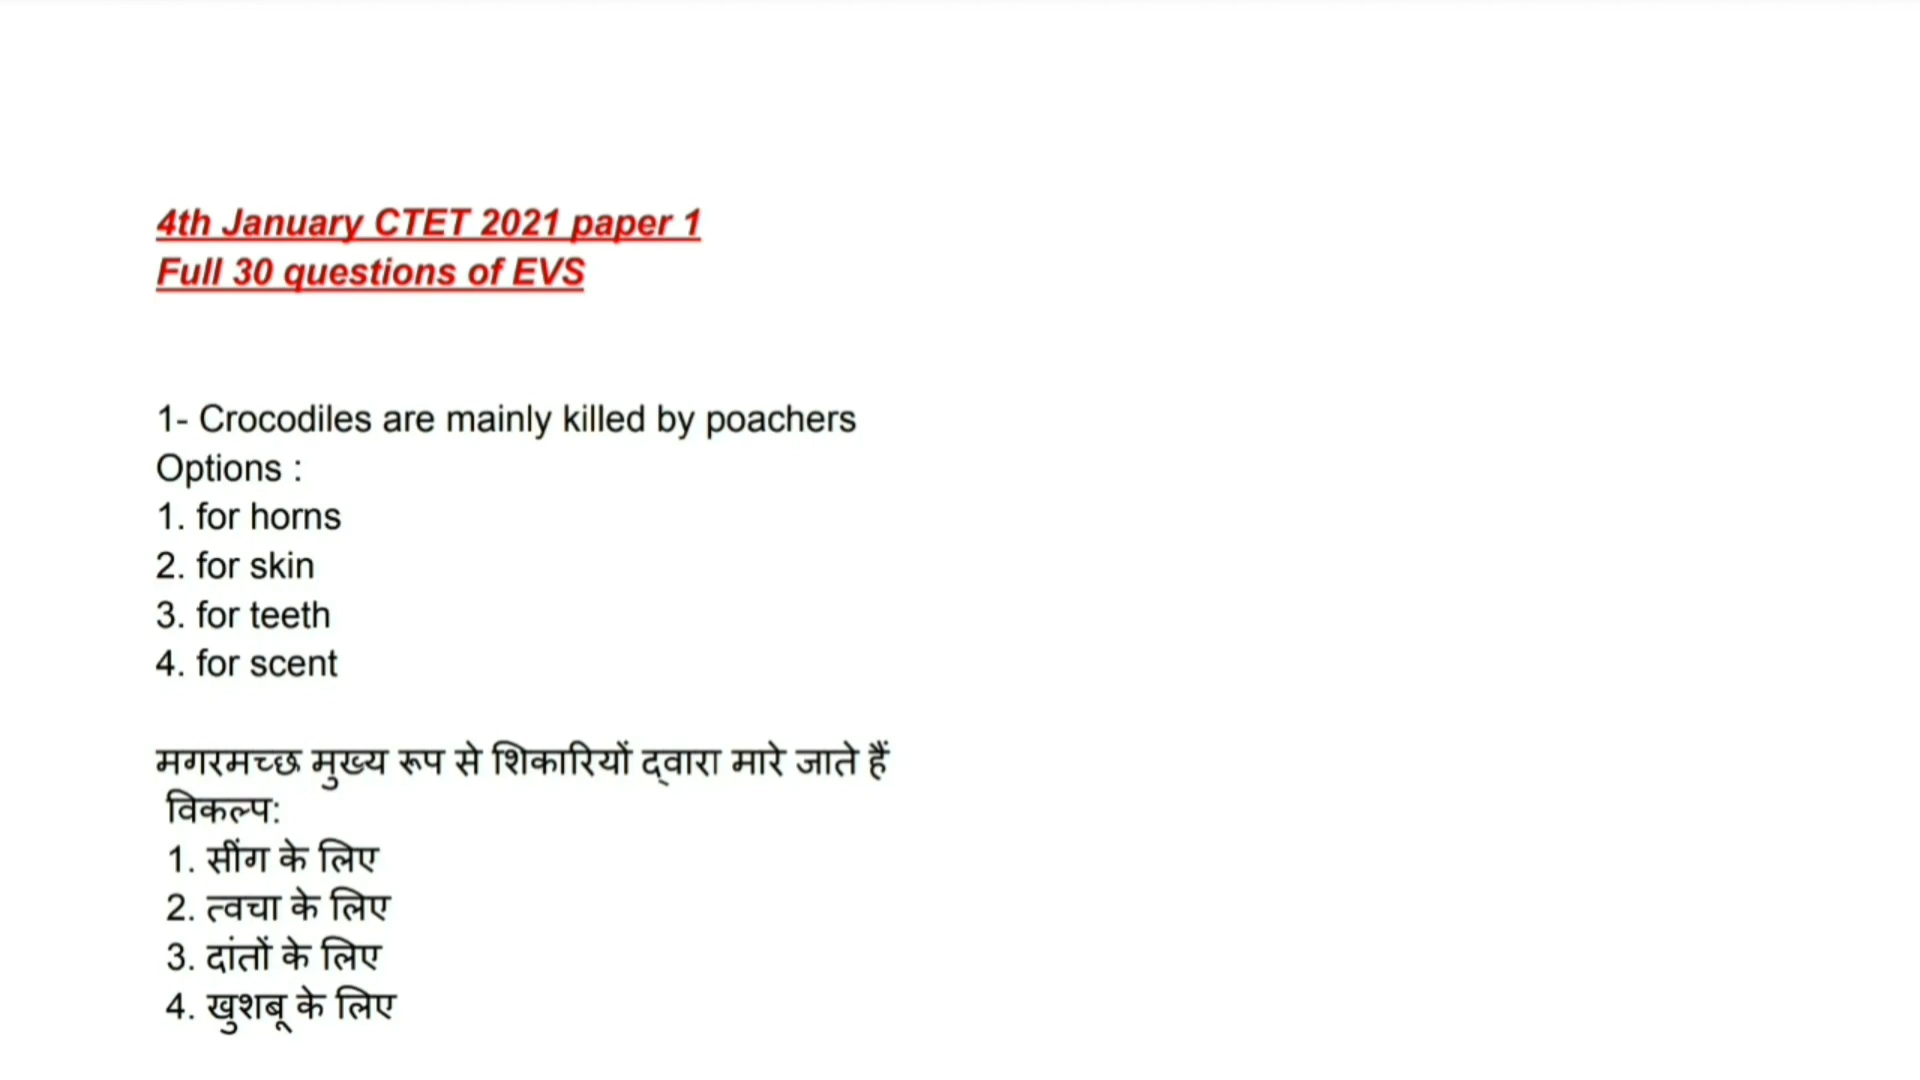 4th January CTET 2021 paper 1
Full 30 questions of EVS
1- Crocodiles are mainly killed by poachers
Options :
1. for horns
2. for skin
3. for teeth
4. for scent
मगरमच्छ मुख्य रूप से शिकारियों द्वारा मारे जाते हैं
विकल्प:
1. सींग के लिए
2. त्वचा के लिए
3. दांतों के लिए
4. खुशबू के लिए